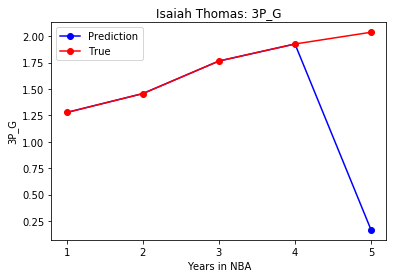 Isaiah Thomas: 3P_G
Prediction
True
3P_G
2.00
1.75
1.50
1.25
1.00
0.75
0.50
0.25
1 2 3 4 5
Years in NBA